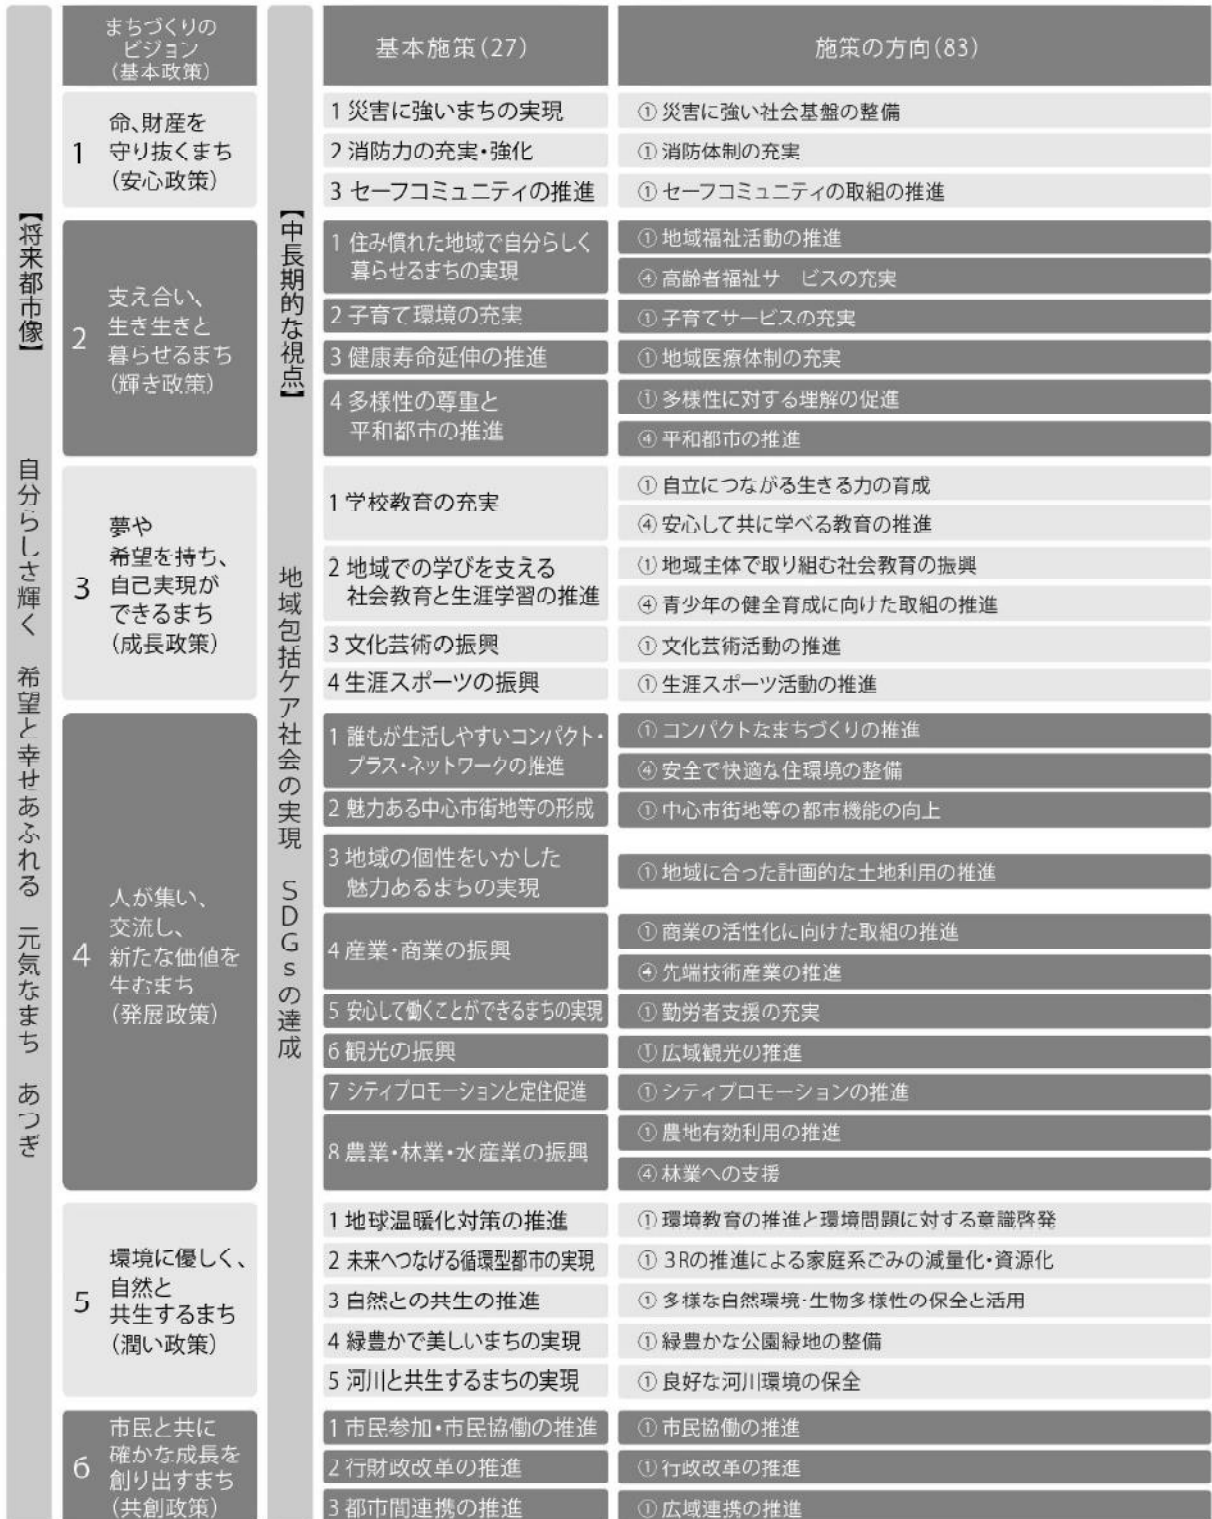 【将来都市像】 自分らしさ輝く 希望と幸せあふれる 元気なまち あつぎ
まちづくりの
ビジョン
(基本政策)
【中長期的な視点】 地域包括ケア社会の実現 SDGsの達成
基本施策(27)
施策の方向(83)
1
命、財産を
守り抜くまち
(安心政策)
1 災害に強いまちの実現
①災害に強い社会基盤の整備
2 消防力の充実・強化
①消防体制の充実
3 セーフコミュニティの推進
①セーフコミュニティの取組の推進
2
支え合い、
生き生きと
暮らせるまち
(輝き政策)
1 住み慣れた地域で自分らしく
暮らせるまちの実現
①地域福祉活動の推進
④高齢者福祉サービスの充実
2 子育て環境の充実
①子育てサービスの充実
3 健康寿命延伸の推進
①地域医療体制の充実
4 多様性の尊重と
平和都市の推進
①多様性に対する理解の促進
④平和都市の推進
3
夢や
希望を持ち、
自己実現が
できるまち
(成長政策)
1 学校教育の充実
①自立につながる生きる力の育成
④安心して共に学べる教育の推進
2 地域での学びを支える
社会教育と生涯学習の推進
①地域主体で取り組む社会教育の振興
④青少年の健全育成に向けた取組の推進
3 文化芸術の振興
①文化芸術活動の推進
4 生涯スポーツの振興
①生涯スポーツ活動の推進
4
人が集い、
交流し、
新たな価値を
生むまち
(発展政策)
1 誰もが生活しやすいコンパクト・
プラス・ネットワークの推進
①コンパクトなまちづくりの推進
④安全で快適な住環境の整備
2 魅力ある中心市街地等の形成
①中心市街地等の都市機能の向上
3 地域の個性をいかした
魅力あるまちの実現
①地域に合った計画的な土地利用の推進
4 産業・商業の振興
①商業の活性化に向けた取組の推進
④先端技術産業の推進
5 安心して働くことができるまちの実現
①勤労者支援の充実
6 観光の振興
①広域観光の推進
7 シティプロモーションと定住促進
①シティプロモーションの推進
8 農業・林業・水産業の振興
①農地有効利用の推進
④林業への支援
5
環境に優しく、
自然と
共生するまち
(潤い政策)
1 地球温暖化対策の推進
①環境教育の推進と環境問題に対する意識啓発
2 未来へつなげる循環型都市の実現
①3Rの推進による家庭系ごみの減量化・資源化
3 自然との共生の推進
①多様な自然環境・生物多様性の保全と活用
4 緑豊かで美しいまちの実現
①緑豊かな公園緑地の整備
5 河川と共生するまちの実現
①良好な河川環境の保全
6
市民と共に
確かな成長を
創り出すまち
(共創政策)
1 市民参加・市民協働の推進
①市民協働の推進
2 行財政改革の推進
①行政改革の推進
3 都市間連携の推進
①広域連携の推進